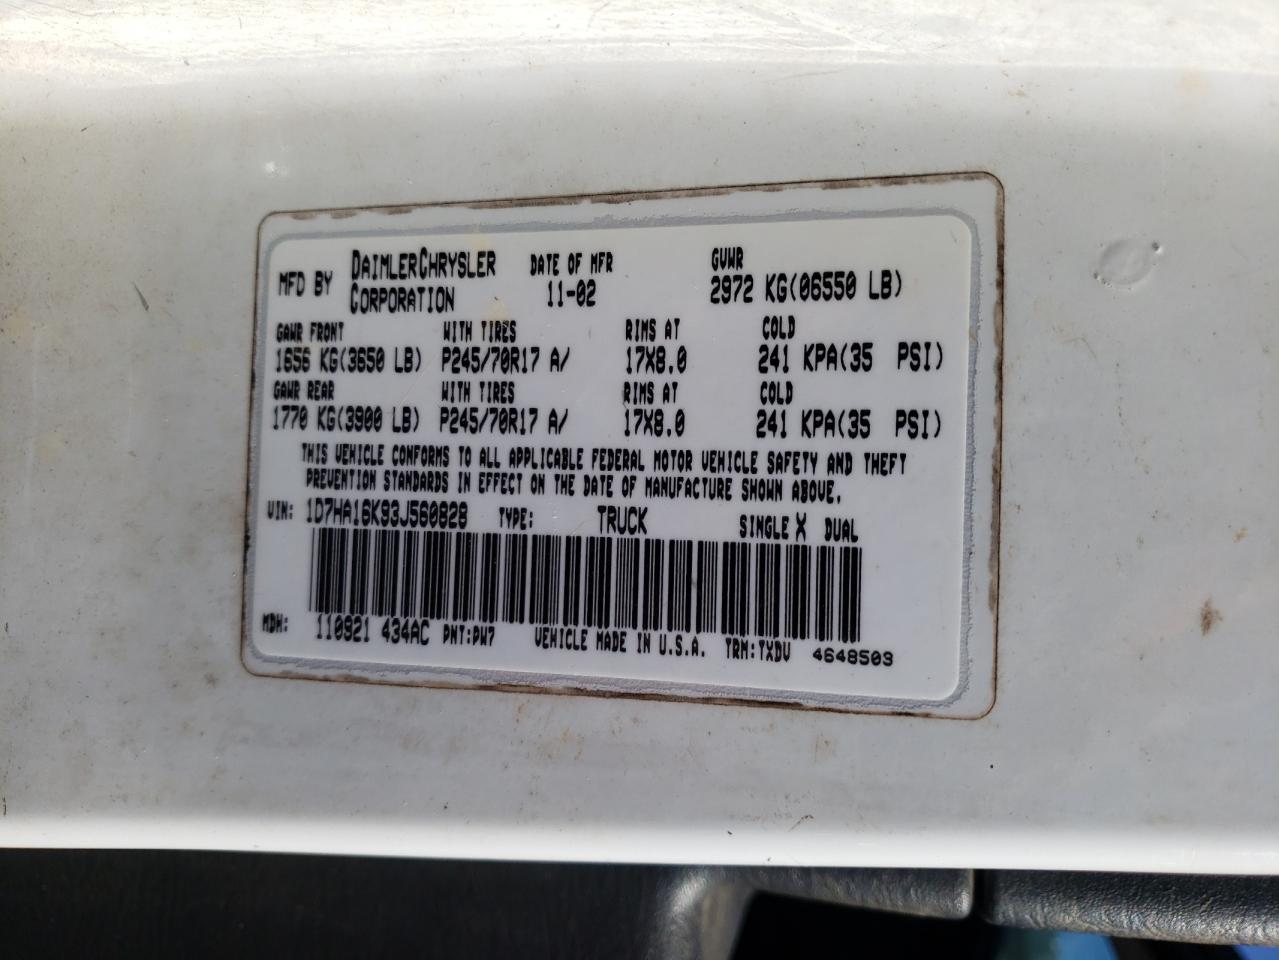 MFD BY DAIMLERCHRYSLER CORPORATION DATE OF MFR 11-02 GVWR 2972 KG(06550 LB)
GAWR FRONT WITH TIRES RIMS AT COLD
1656 KG(3650 LB) P245/70R17 A/ 17X8.0 241 KPA(35 PSI)
GAWR REAR WITH TIRES RIMS AT COLD
1770 KG(3900 LB) P245/70R17 A/ 17X8.0 241 KPA(35 PSI)
THIS VEHICLE CONFORMS TO ALL APPLICABLE FEDERAL MOTOR VEHICLE SAFETY AND THEFT
PREVENTION STANDARDS IN EFFECT ON THE DATE OF MANUFACTURE SHOWN ABOVE.
VIN: 1D7HA16K93J560828 TYPE: TRUCK SINGLE X DUAL
MDH: 110921 434AC PNT:PW7 VEHICLE MADE IN U.S.A. TRM:TXDV 4648503